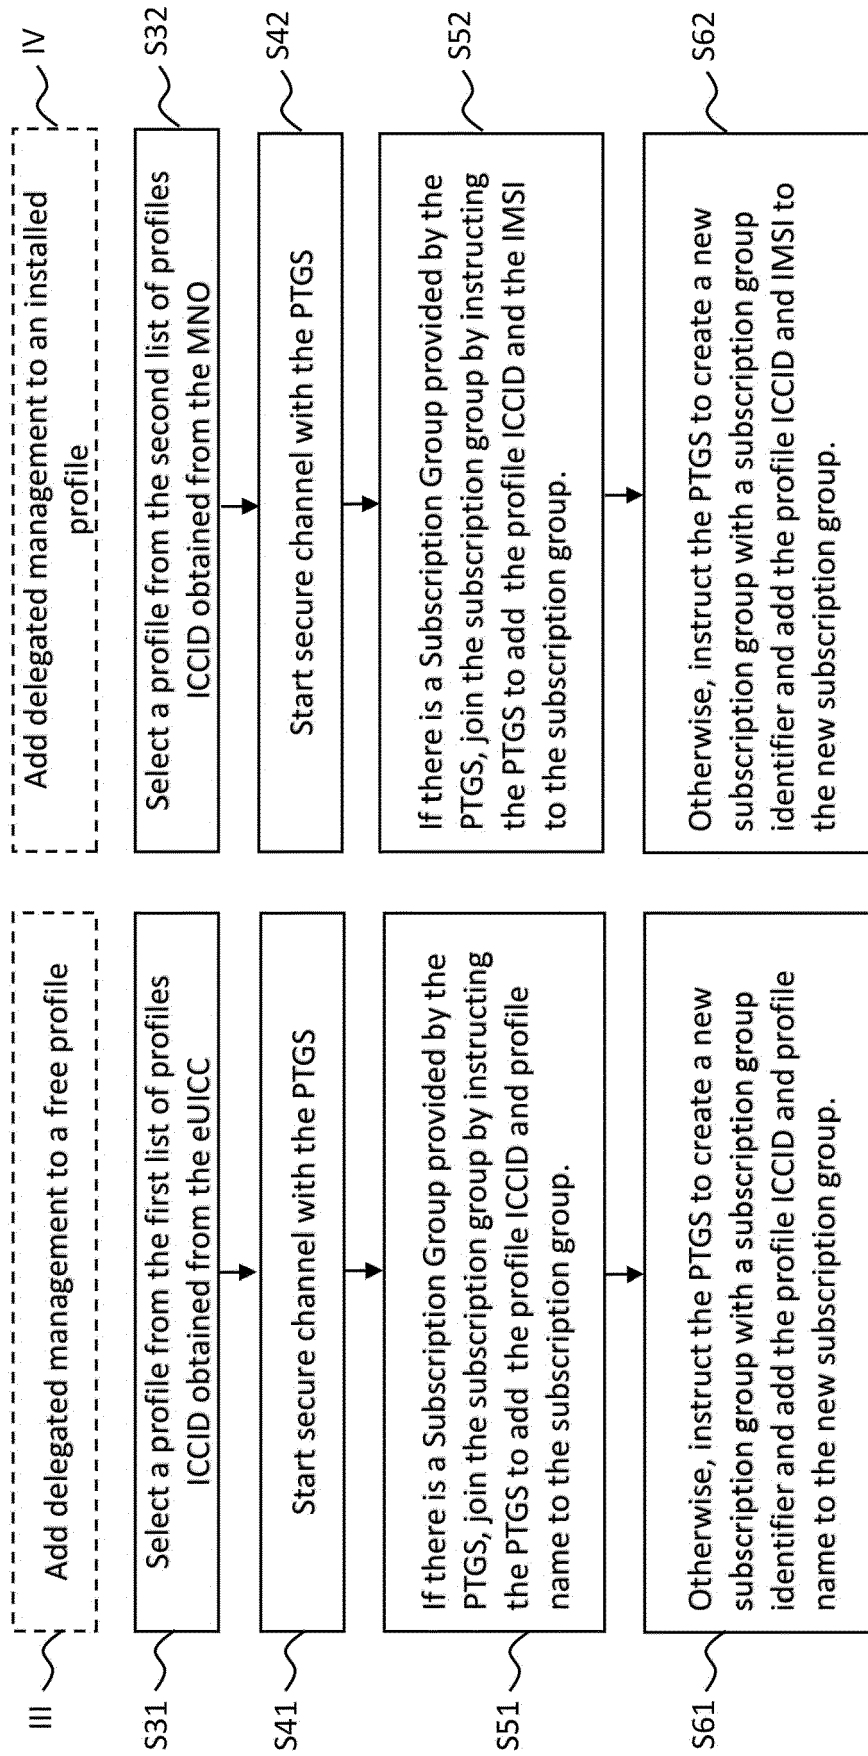 III
Add delegated management to a free profile
S31
Select a profile from the first list of profiles
ICCID obtained from the eUICC
S41
Start secure channel with the PTGS
S51
If there is a Subscription Group provided by the
PTGS, join the subscription group by instructing
the PTGS to add the profile ICCID and profile
name to the subscription group.
S61
Otherwise, instruct the PTGS to create a new
subscription group with a subscription group
identifier and add the profile ICCID and profile
name to the new subscription group.
Add delegated management to an installed
profile
IV
Select a profile from the second list of profiles
ICCID obtained from the MNO
S32
Start secure channel with the PTGS
S42
If there is a Subscription Group provided by the
PTGS, join the subscription group by instructing
the PTGS to add the profile ICCID and the IMSI
to the subscription group.
S52
Otherwise, instruct the PTGS to create a new
subscription group with a subscription group
identifier and add the profile ICCID and IMSI to
the new subscription group.
S62